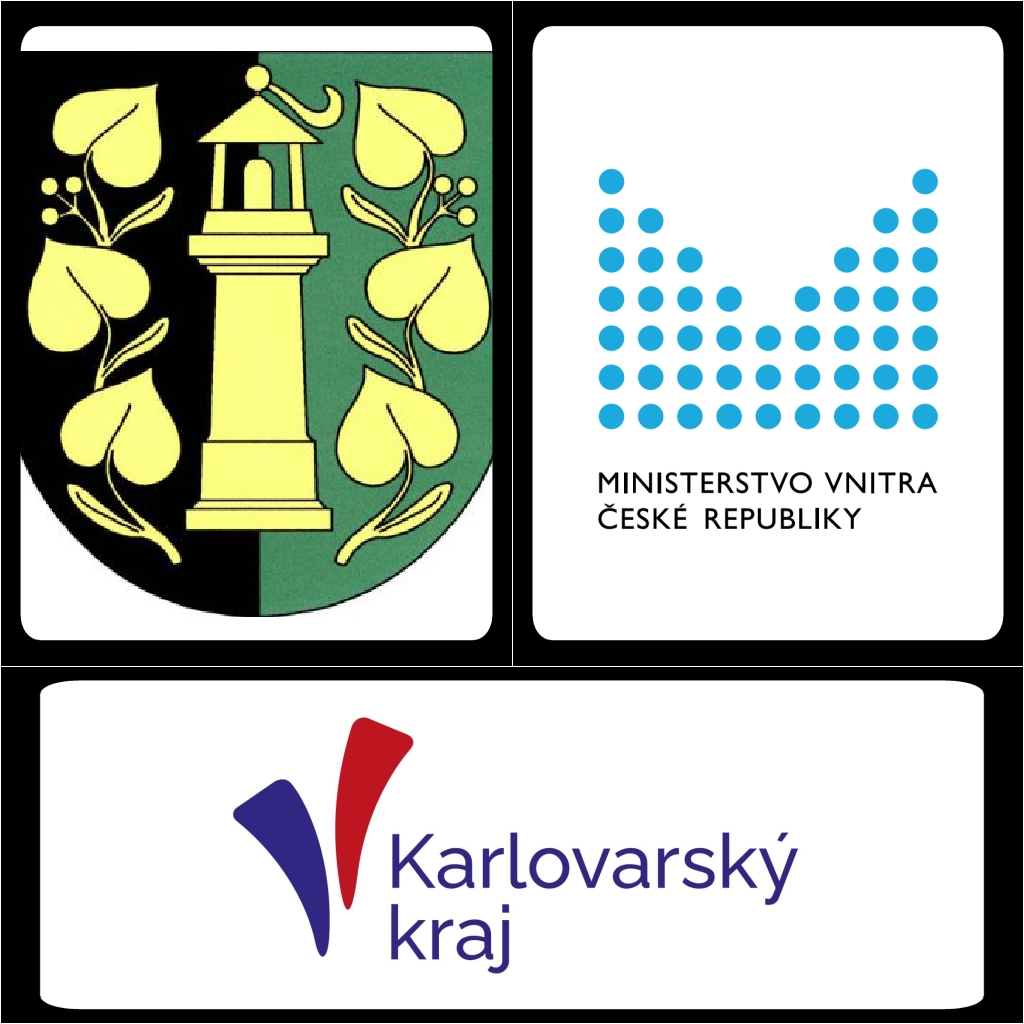 MINISTERSTVO VNITRA
ČESKÉ REPUBLIKY
Karlovarský
kraj